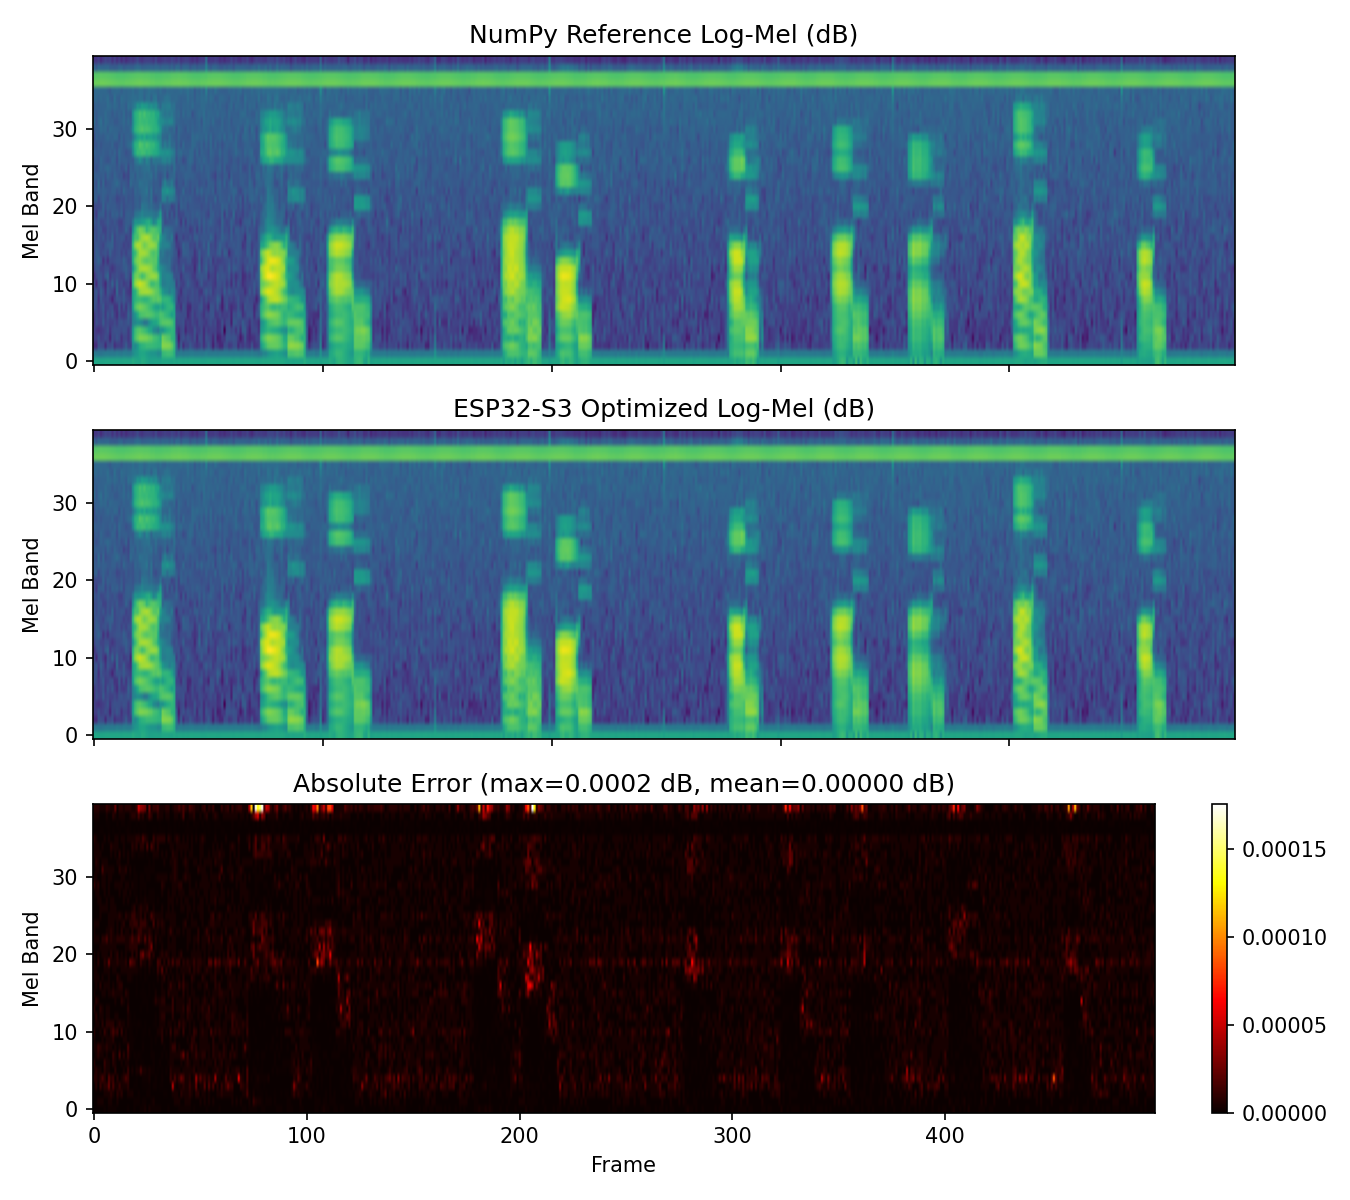 NumPy Reference Log-Mel (dB)
30
20
10
0
Mel Band
ESP32-S3 Optimized Log-Mel (dB)
30
20
10
0
Mel Band
Absolute Error (max=0.0002 dB, mean=0.00000 dB)
30
20
10
0
Mel Band
0 100 200 300 400
Frame
0.00015
0.00010
0.00005
0.00000